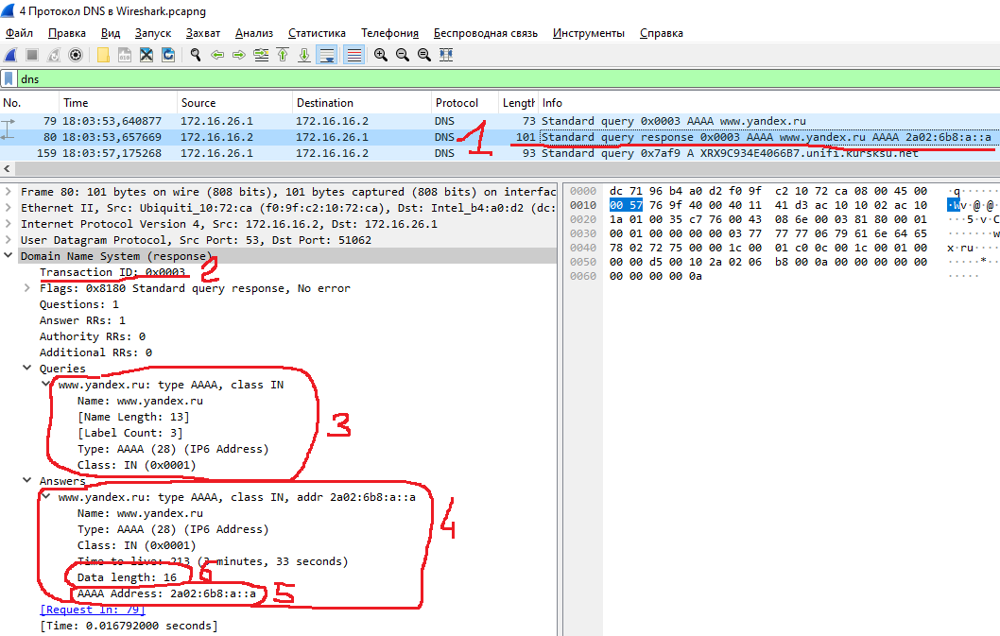 4 Протокол DNS в Wireshark.pcapng
Файл Правка Вид Запуск Захват Анализ Статистика Телефония Беспроводная связь Инструменты Справка
dns
No. Time Source Destination Protocol Length Info
79 18:03:53,640877 172.16.26.1 172.16.26.2 DNS 73 Standard query 0x0003 AAAA www.yandex.ru
80 18:03:53,657669 172.16.26.2 172.16.26.1 DNS 1 101 Standard query response 0x0003 AAAA www.yandex.ru AAAA 2a02:6b8:a::a
159 18:03:57,175268 172.16.26.1 172.16.26.2 DNS 93 Standard query 0x7af9 A XRX9C934E4066B7.unifi.kursksu.net
Frame 80: 101 bytes on wire (808 bits), 101 bytes captured (808 bits) on interfac
Ethernet II, Src: Ubiquiti_10:72:ca (f0:9f:c2:10:72:ca), Dst: Intel_b4:a0:d2 (dc:
Internet Protocol Version 4, Src: 172.16.26.2, Dst: 172.16.26.1
User Datagram Protocol, Src Port: 53, Dst Port: 51062
Domain Name System (response)
Transaction ID: 0x0003 2
Flags: 0x8180 Standard query response, No error
Questions: 1
Answer RRs: 1
Authority RRs: 0
Additional RRs: 0
Queries
www.yandex.ru: type AAAA, class IN
Name: www.yandex.ru
[Name Length: 13]
[Label Count: 3]
3
Type: AAAA (28) (IP6 Address)
Class: IN (0x0001)
Answers
www.yandex.ru: type AAAA, class IN, addr 2a02:6b8:a::a
Name: www.yandex.ru
4
Type: AAAA (28) (IP6 Address)
Class: IN (0x0001)
Time to live: 213 (3 minutes, 33 seconds)
Data length: 16 6
AAAA Address: 2a02:6b8:a::a 5
[Request In: 79]
[Time: 0.016792000 seconds]
0000 dc 71 96 b4 a0 d2 f0 9f c2 10 72 ca 08 00 45 00 ·q······
0010 00 57 76 9f 40 00 40 11 41 d3 ac 10 10 02 ac 10 ·Wv·@·@·
0020 1a 01 00 35 c7 76 00 43 08 6e 00 03 81 80 00 01 ···5·v·C
0030 00 01 00 00 00 00 03 77 77 77 06 79 61 6e 64 65 ·······w
0040 78 02 72 75 00 00 1c 00 01 c0 0c 00 1c 00 01 00 x·ru····
0050 00 00 d5 00 10 2a 02 06 b8 00 0a 00 00 00 00 00 ·····*··
0060 00 00 00 00 0a ·····